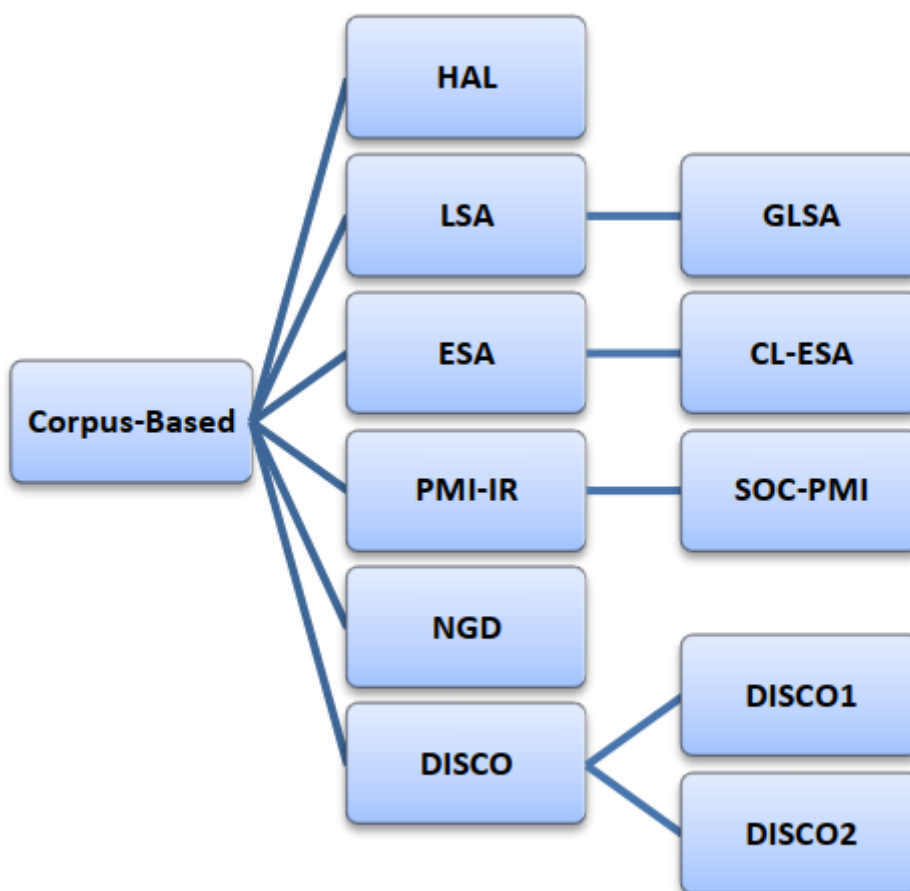 HAL
LSA
GLSA
ESA
CL-ESA
Corpus-Based
PMI-IR
SOC-PMI
NGD
DISCO1
DISCO
DISCO2